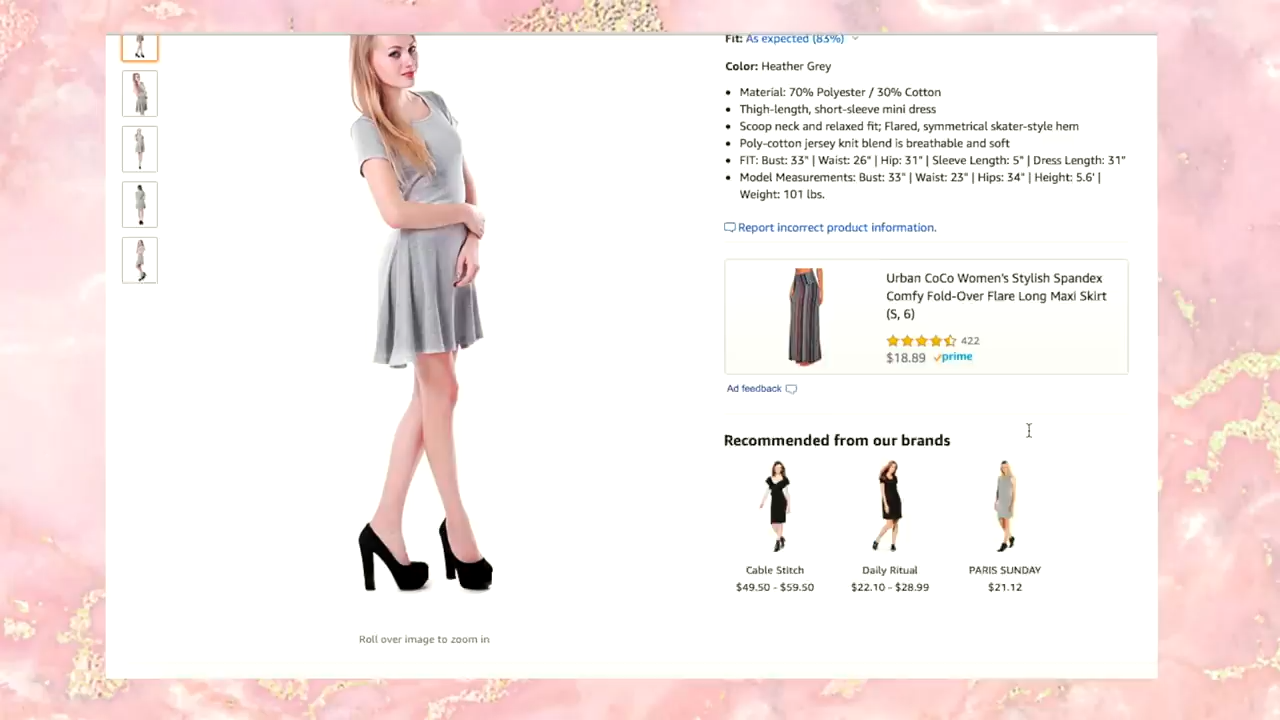 Fit: As expected (83%)
Color: Heather Grey
Material: 70% Polyester / 30% Cotton
Thigh-length, short-sleeve mini dress
Scoop neck and relaxed fit; Flared, symmetrical skater-style hem
Poly-cotton jersey knit blend is breathable and soft
FIT: Bust: 33" | Waist: 26" | Hip: 31" | Sleeve Length: 5" | Dress Length: 31"
Model Measurements: Bust: 33" | Waist: 23" | Hips: 34" | Height: 5.6' |
Weight: 101 lbs.
Report incorrect product information.
Urban CoCo Women's Stylish Spandex
Comfy Fold-Over Flare Long Maxi Skirt
(S, 6)
422
$18.89 prime
Ad feedback
Recommended from our brands
Cable Stitch
$49.50 - $59.50
Daily Ritual
$22.10 - $28.99
PARIS SUNDAY
$21.12
Roll over image to zoom in